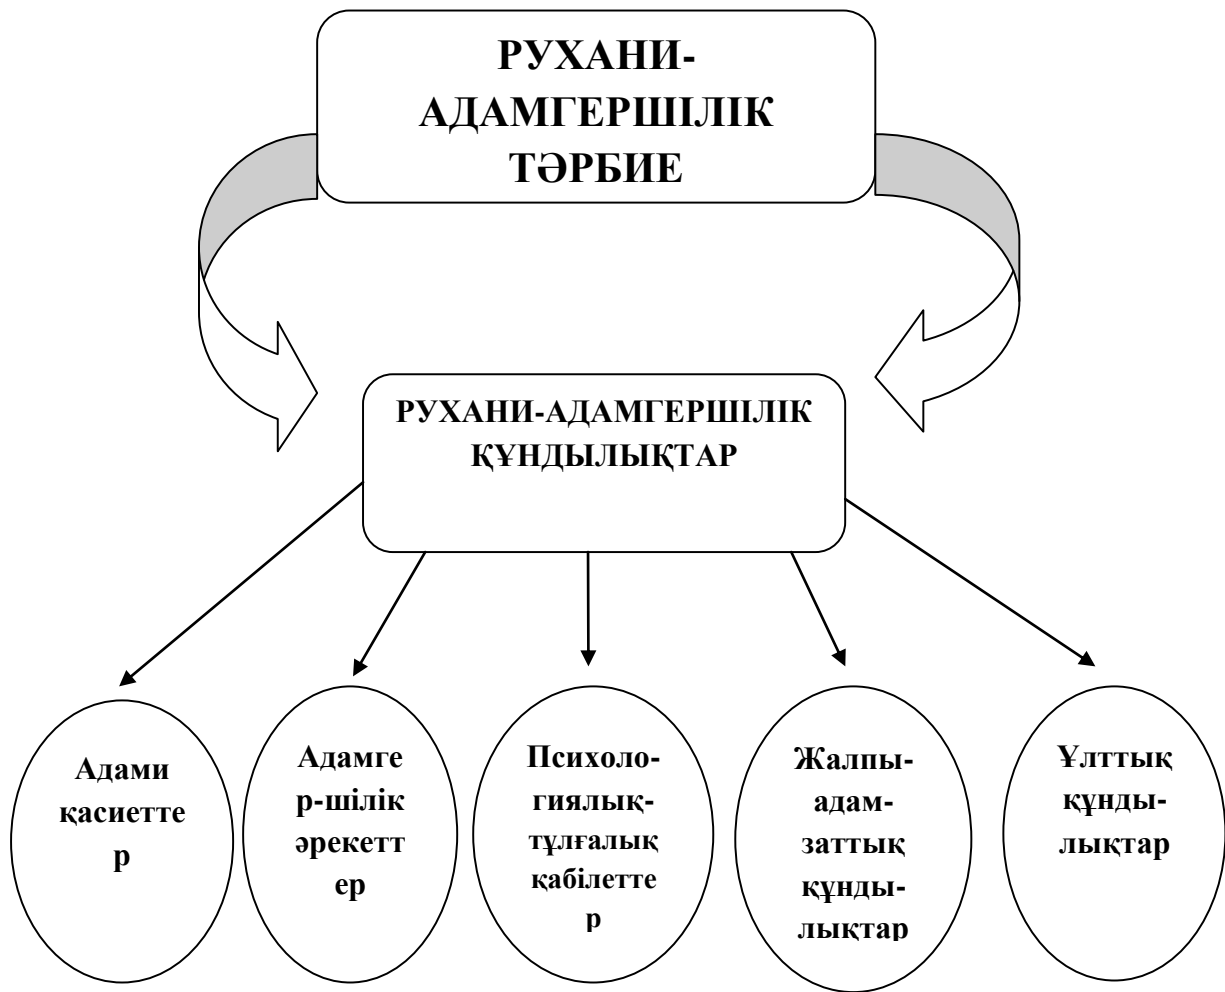 РУХАНИ-
АДАМГЕРШІЛІК
ТӘРБИЕ
РУХАНИ-АДАМГЕРШІЛІК
ҚҰНДЫЛЫҚТАР
Адами
қасиетте
р
Адамге
р-шілік
әрекетт
ер
Психоло-
гиялық-
тұлғалық
қабілетте
р
Жалпы-
адам-
заттық
құнды-
лықтар
Ұлттық
құнды-
лықтар